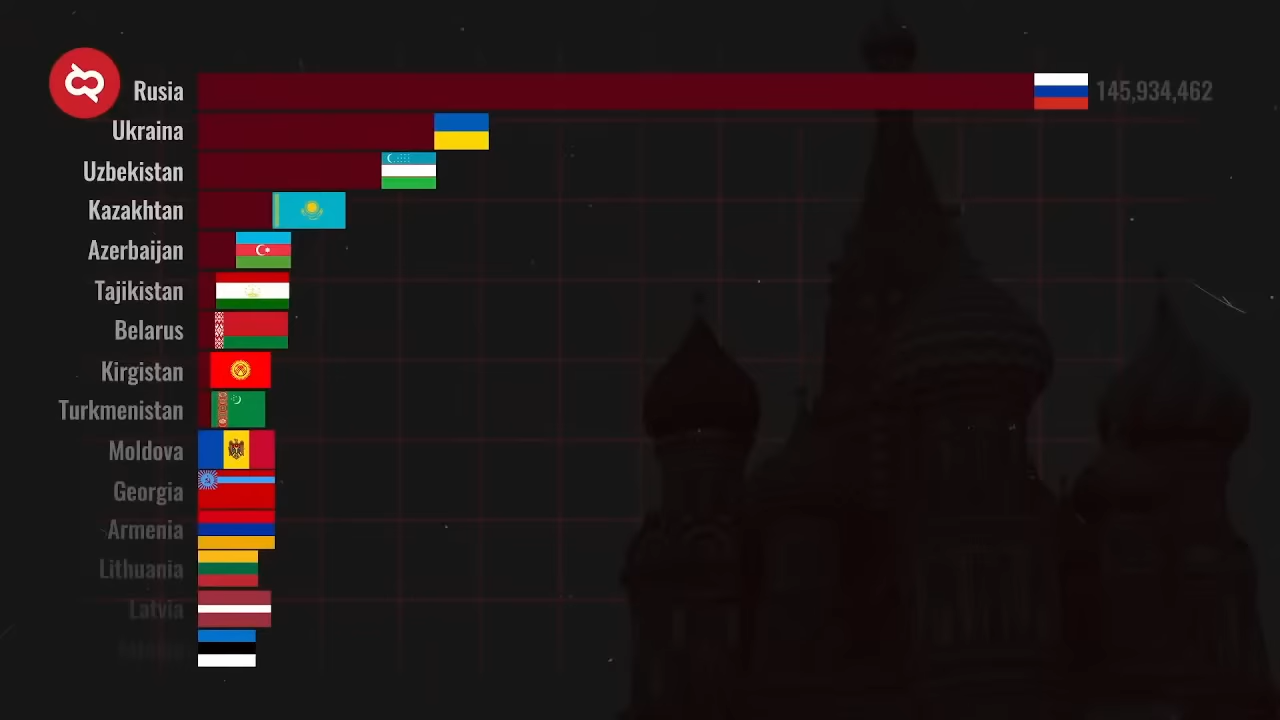 Rusia 145,934,462
Ukraina
Uzbekistan
Kazakhtan
Azerbaijan
Tajikistan
Belarus
Kirgistan
Turkmenistan
Moldova
Georgia
Armenia
Lithuania
Latvia